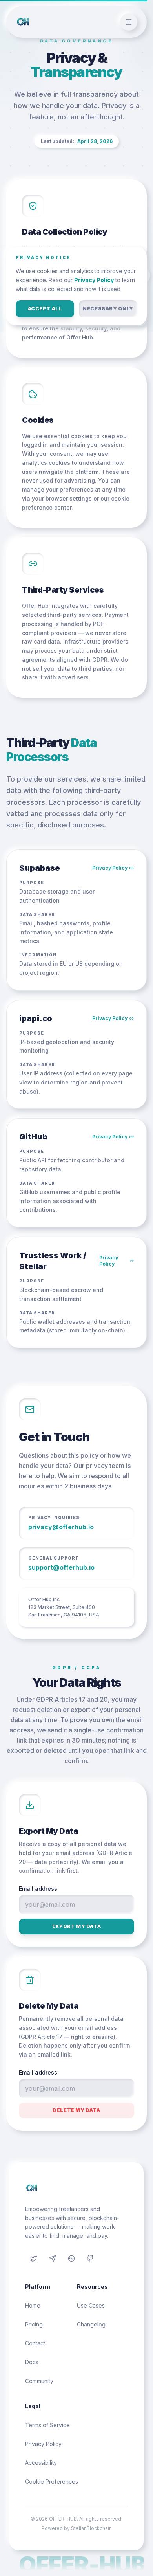 OH
DATA GOVERNANCE
Privacy &
Transparency
We believe in full transparency about
how we handle your data. Privacy is a
feature, not an afterthought.
Last updated: April 28, 2026
Data Collection Policy
PRIVACY NOTICE
We use cookies and analytics to improve your
experience. Read our Privacy Policy to learn
what data is collected and how it is used.
ACCEPT ALL
NECESSARY ONLY
to ensure the stability, security, and
performance of Offer Hub.
Cookies
We use essential cookies to keep you
logged in and maintain your session.
With your consent, we may use
analytics cookies to understand how
users navigate the platform. These are
never used for advertising. You can
manage your preferences at any time
via your browser settings or our cookie
preference center.
Third-Party Services
Offer Hub integrates with carefully
selected third-party services. Payment
processing is handled by PCI-
compliant providers — we never store
raw card data. Infrastructure providers
may process your data under strict
agreements aligned with GDPR. We do
not sell your data to third parties, nor
share it with advertisers.
Third-Party Data
Processors
To provide our services, we share limited
data with the following third-party
processors. Each processor is carefully
vetted and processes data only for
specific, disclosed purposes.
Supabase
Privacy Policy
PURPOSE
Database storage and user
authentication
DATA SHARED
Email, hashed passwords, profile
information, and application state
metrics.
INFORMATION
Data stored in EU or US depending on
project region.
ipapi.co
Privacy Policy
PURPOSE
IP-based geolocation and security
monitoring
DATA SHARED
User IP address (collected on every page
view to determine region and prevent
abuse).
GitHub
Privacy Policy
PURPOSE
Public API for fetching contributor and
repository data
DATA SHARED
GitHub usernames and public profile
information associated with
contributions.
Trustless Work /
Stellar
Privacy
Policy
PURPOSE
Blockchain-based escrow and
transaction settlement
DATA SHARED
Public wallet addresses and transaction
metadata (stored immutably on-chain).
Get in Touch
Questions about this policy or how we
handle your data? Our privacy team is
here to help. We aim to respond to all
inquiries within 2 business days.
PRIVACY INQUIRIES
privacy@offerhub.io
GENERAL SUPPORT
support@offerhub.io
Offer Hub Inc.
123 Market Street, Suite 400
San Francisco, CA 94105, USA
GDPR / CCPA
Your Data Rights
Under GDPR Articles 17 and 20, you may
request erasure or export of your personal
data at any time. To prove you own the email
address, we send it a single-use confirmation
link that expires in 30 minutes; nothing is
exported or deleted until you open that link and
confirm.
Export My Data
Receive a copy of all personal data we
hold for your email address (GDPR Article
20 — data portability). We email you a
confirmation link first.
Email address
your@email.com
EXPORT MY DATA
Delete My Data
Permanently remove all personal data
associated with your email address
(GDPR Article 17 — right to erasure).
Deletion happens only after you confirm
via an emailed link.
Email address
your@email.com
DELETE MY DATA
OH
Empowering freelancers and
businesses with secure, blockchain-
powered solutions — making work
easier to find, manage, and pay.
Platform
Resources
Home
Use Cases
Pricing
Changelog
Contact
Docs
Community
Legal
Terms of Service
Privacy Policy
Accessibility
Cookie Preferences
© 2026 OFFER-HUB. All rights reserved.
Powered by Stellar Blockchain
OFFER-HUB